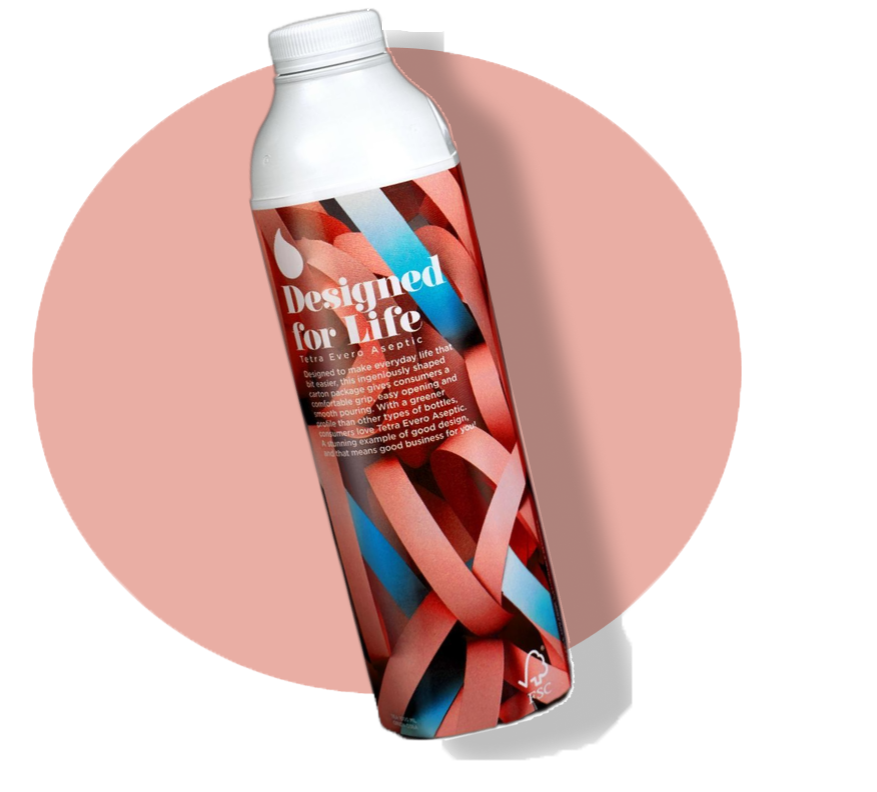 Designed
for Life
Tetra Evero Aseptic
Designed to make everyday life that
bit easier, this ingeniously shaped
carton package gives consumers a
comfortable grip, easy opening and
smooth pouring. With a greener
profile than other types of bottles,
consumers love Tetra Evero Aseptic.
A stunning example of good design,
and that means good business for you!
FSC